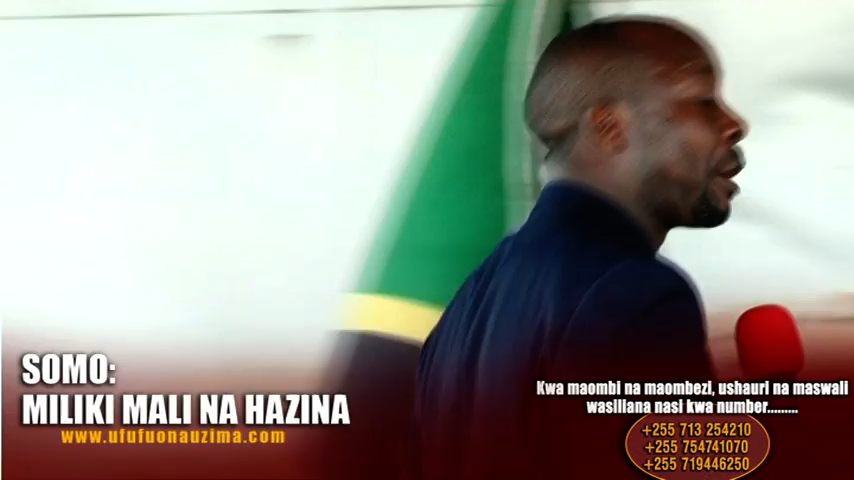 SOMO:
MILIKI MALI NA HAZINA
www.ufufuonauzima.com
Kwa maombi na maombezi, ushauri na maswali
wasiliana nasi kwa number.........
+255 713 254210
+255 754741070
+255 719446250